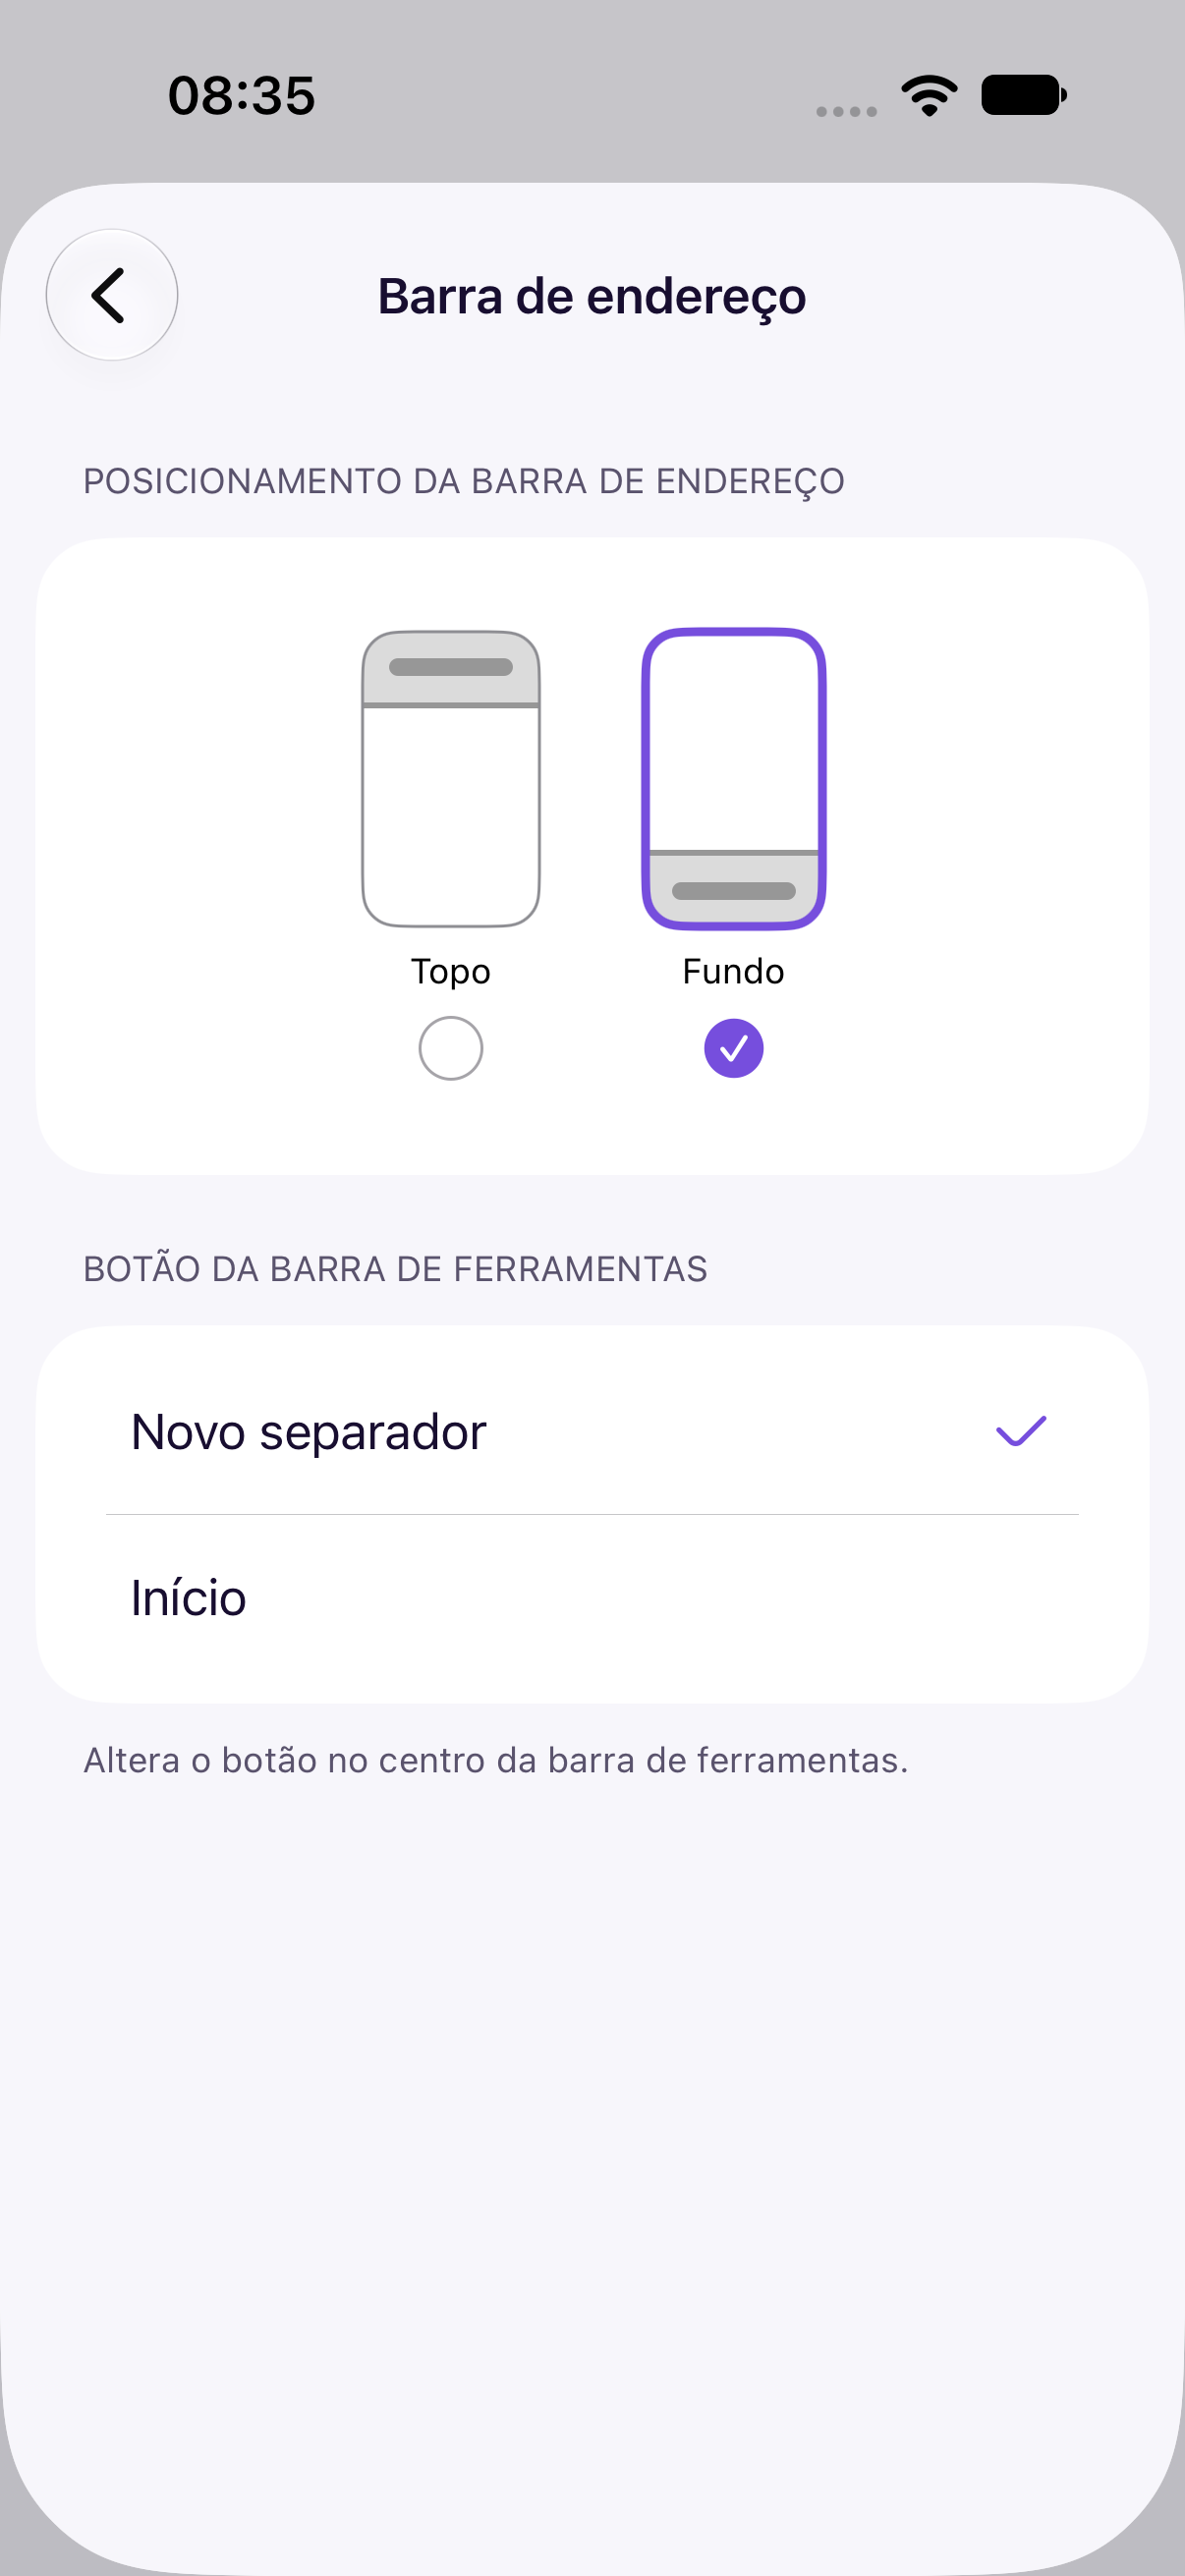 08:35
Barra de endereço
POSICIONAMENTO DA BARRA DE ENDEREÇO
Topo
Fundo
BOTÃO DA BARRA DE FERRAMENTAS
Novo separador
Início
Altera o botão no centro da barra de ferramentas.